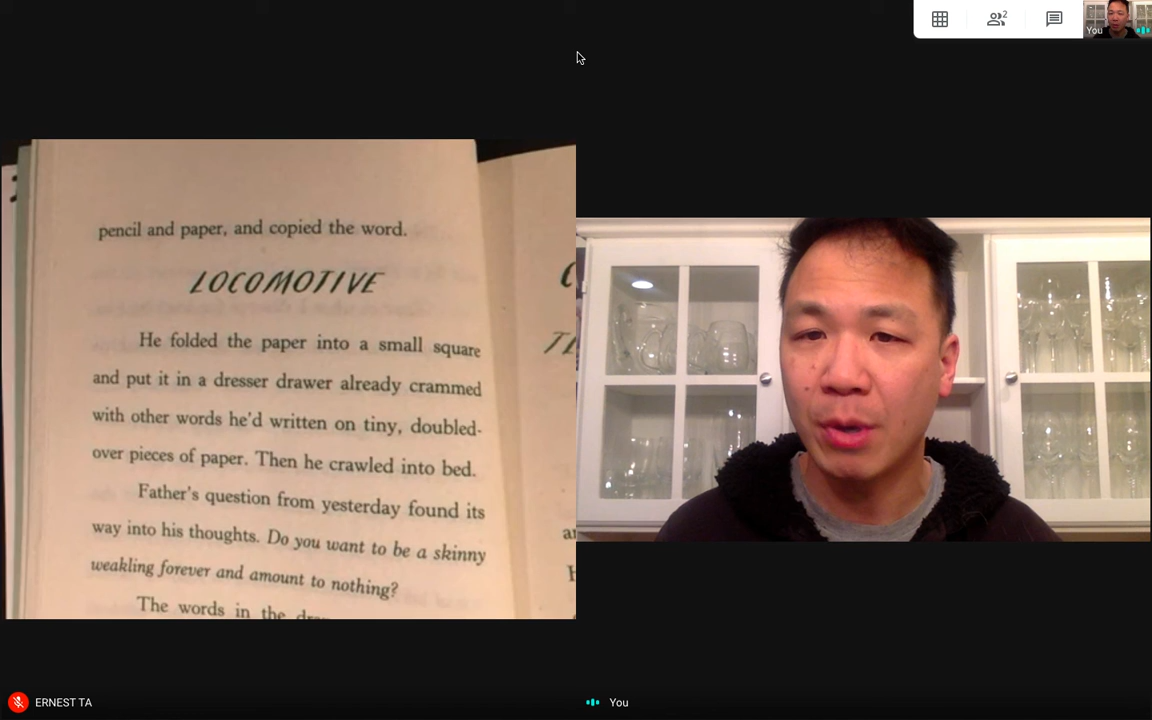 2
You
pencil and paper, and copied the word.
LOCOMOTIVE
He folded the paper into a small square
and put it in a dresser drawer already crammed
with other words he'd written on tiny, doubled-
over pieces of paper. Then he crawled into bed.
Father's question from yesterday found its
way into his thoughts. Do you want to be a skinny
weakling forever and amount to nothing?
The words in the
ERNEST TA
You